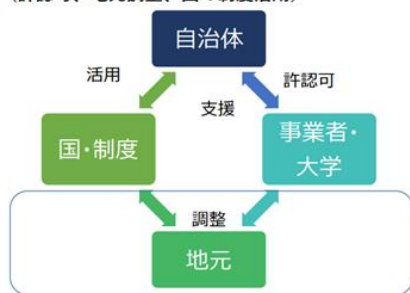 自治体
活用
許認可
支援
国・制度
事業者・
大学
調整
地元